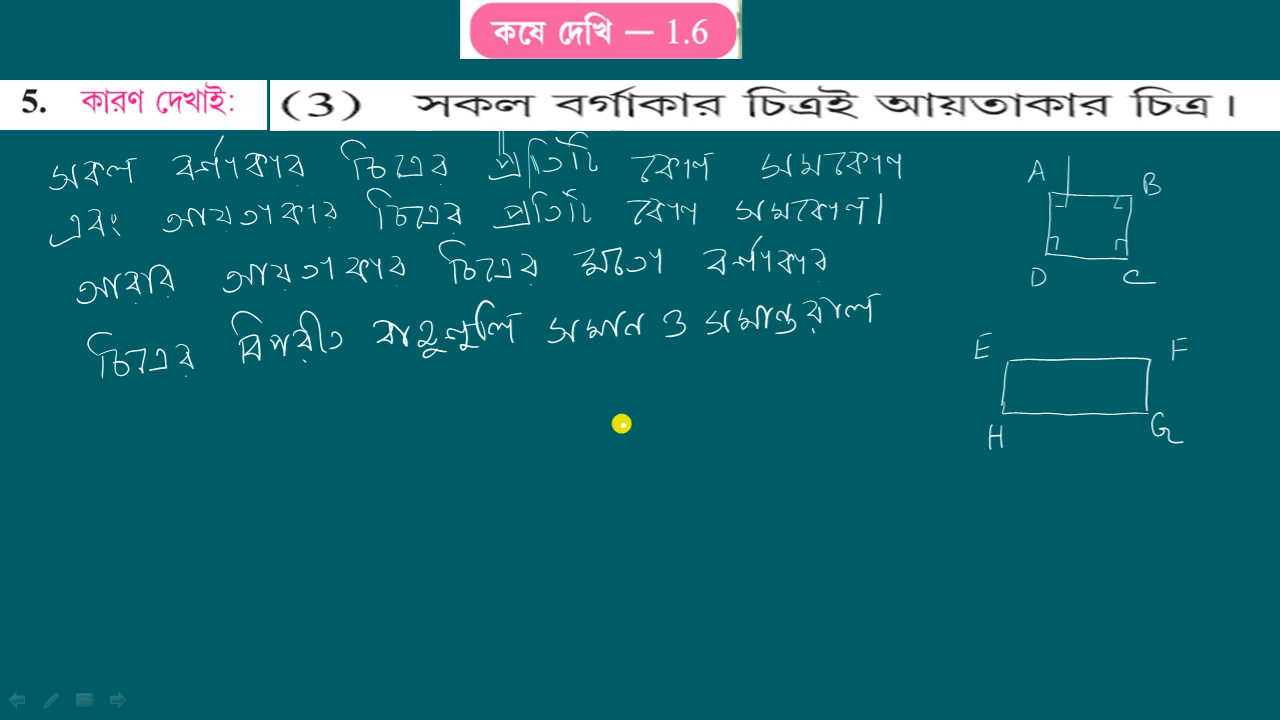 কষে দেখি — 1.6
5. কারণ দেখাই: (3) সকল বর্গাকার চিত্রই আয়তাকার চিত্র।
সকল বর্গাকার চিত্রের প্রতিটি কোণ সমকোণ
এবং আয়তাকার চিত্রের প্রতিটি কোণ সমকোণ।
আবার আয়তাকার চিত্রের মতো বর্গাকার
চিত্রের বিপরীত বাহুগুলি সমান ও সমান্তরাল
A B
D C
E F
H G